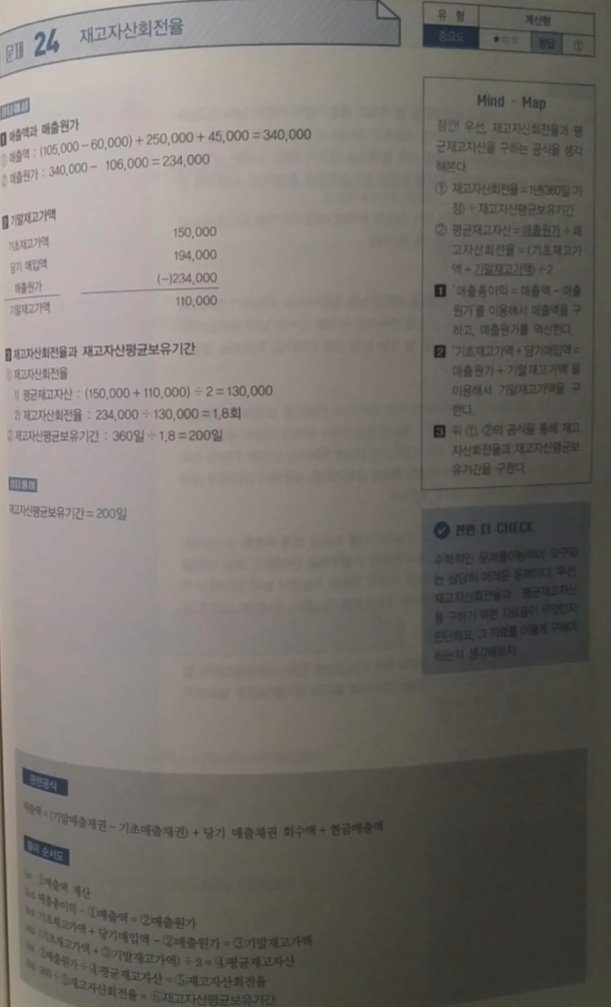 문제 24 재고자산회전율
유 형 계산형
중요도 ★☆☆ 정답 ①
1 매출액과 매출원가
① 매출액 : (105,000 − 60,000) + 250,000 + 45,000 = 340,000
② 매출원가 : 340,000 − 106,000 = 234,000
2 기말재고가액
기초재고가액 150,000
당기 매입액 194,000
매출원가 (−)234,000
기말재고가액 110,000
3 재고자산회전율과 재고자산평균보유기간
① 재고자산회전율
1) 평균재고자산 : (150,000 + 110,000) ÷ 2 = 130,000
2) 재고자산회전율 : 234,000 ÷ 130,000 = 1.8회
② 재고자산평균보유기간 : 360일 ÷ 1.8 = 200일
재고자산평균보유기간 = 200일
Mind - Map
잠깐! 우선, 재고자산회전율과 평
균재고자산을 구하는 공식을 생각
해본다.
① 재고자산회전율 = 1년(360일 가
정) ÷ 재고자산평균보유기간
② 평균재고자산 = 매출원가 ÷ 재
고자산회전율 = (기초재고가
액 + 기말재고가액) ÷ 2
1 '매출총이익 = 매출액 − 매출
원가'를 이용해서 매출액을 구
하고, 매출원가를 역산한다.
2 '기초재고가액 + 당기매입액 =
매출원가 + 기말재고가액'을
이용해서 기말재고가액을 구
한다.
3 위 ①, ②의 공식을 통해 재고
자산회전율과 재고자산평균보
유기간을 구한다.
한번 더 CHECK
수학적인 문제풀이능력이 요구되
는 상당히 어려운 문제이다. 우선,
재고자산회전율과 평균재고자산
을 구하기 위한 자료들이 무엇인지
판단하고, 그 자료를 어떻게 구해야
하는지 생각해보자.
관련공식
매출액 = (기말매출채권 − 기초매출채권) + 당기 매출채권 회수액 + 현금매출액
풀이 순서도
①매출액 계산
매출총이익 − ①매출액 = ②매출원가
기초재고가액 + 당기매입액 − ②매출원가 = ③기말재고가액
(기초재고가액 + ③기말재고가액) ÷ 2 = ④평균재고자산
②매출원가 ÷ ④평균재고자산 = ⑤재고자산회전율
360 ÷ ⑤재고자산회전율 = ⑥재고자산평균보유기간